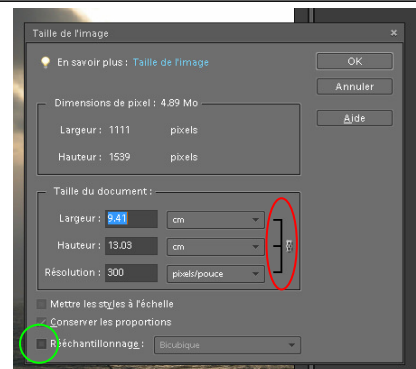 Taille de l'image
x
En savoir plus : Taille de l'image
OK
Annuler
Aide
Dimensions de pixel : 4.89 Mo
Largeur : 1111 pixels
Hauteur : 1539 pixels
Taille du document :
Largeur : 9.41 cm
Hauteur : 13.03 cm
Résolution : 300 pixels/pouce
Mettre les styles à l'échelle
Conserver les proportions
Rééchantillonnage : Bicubique